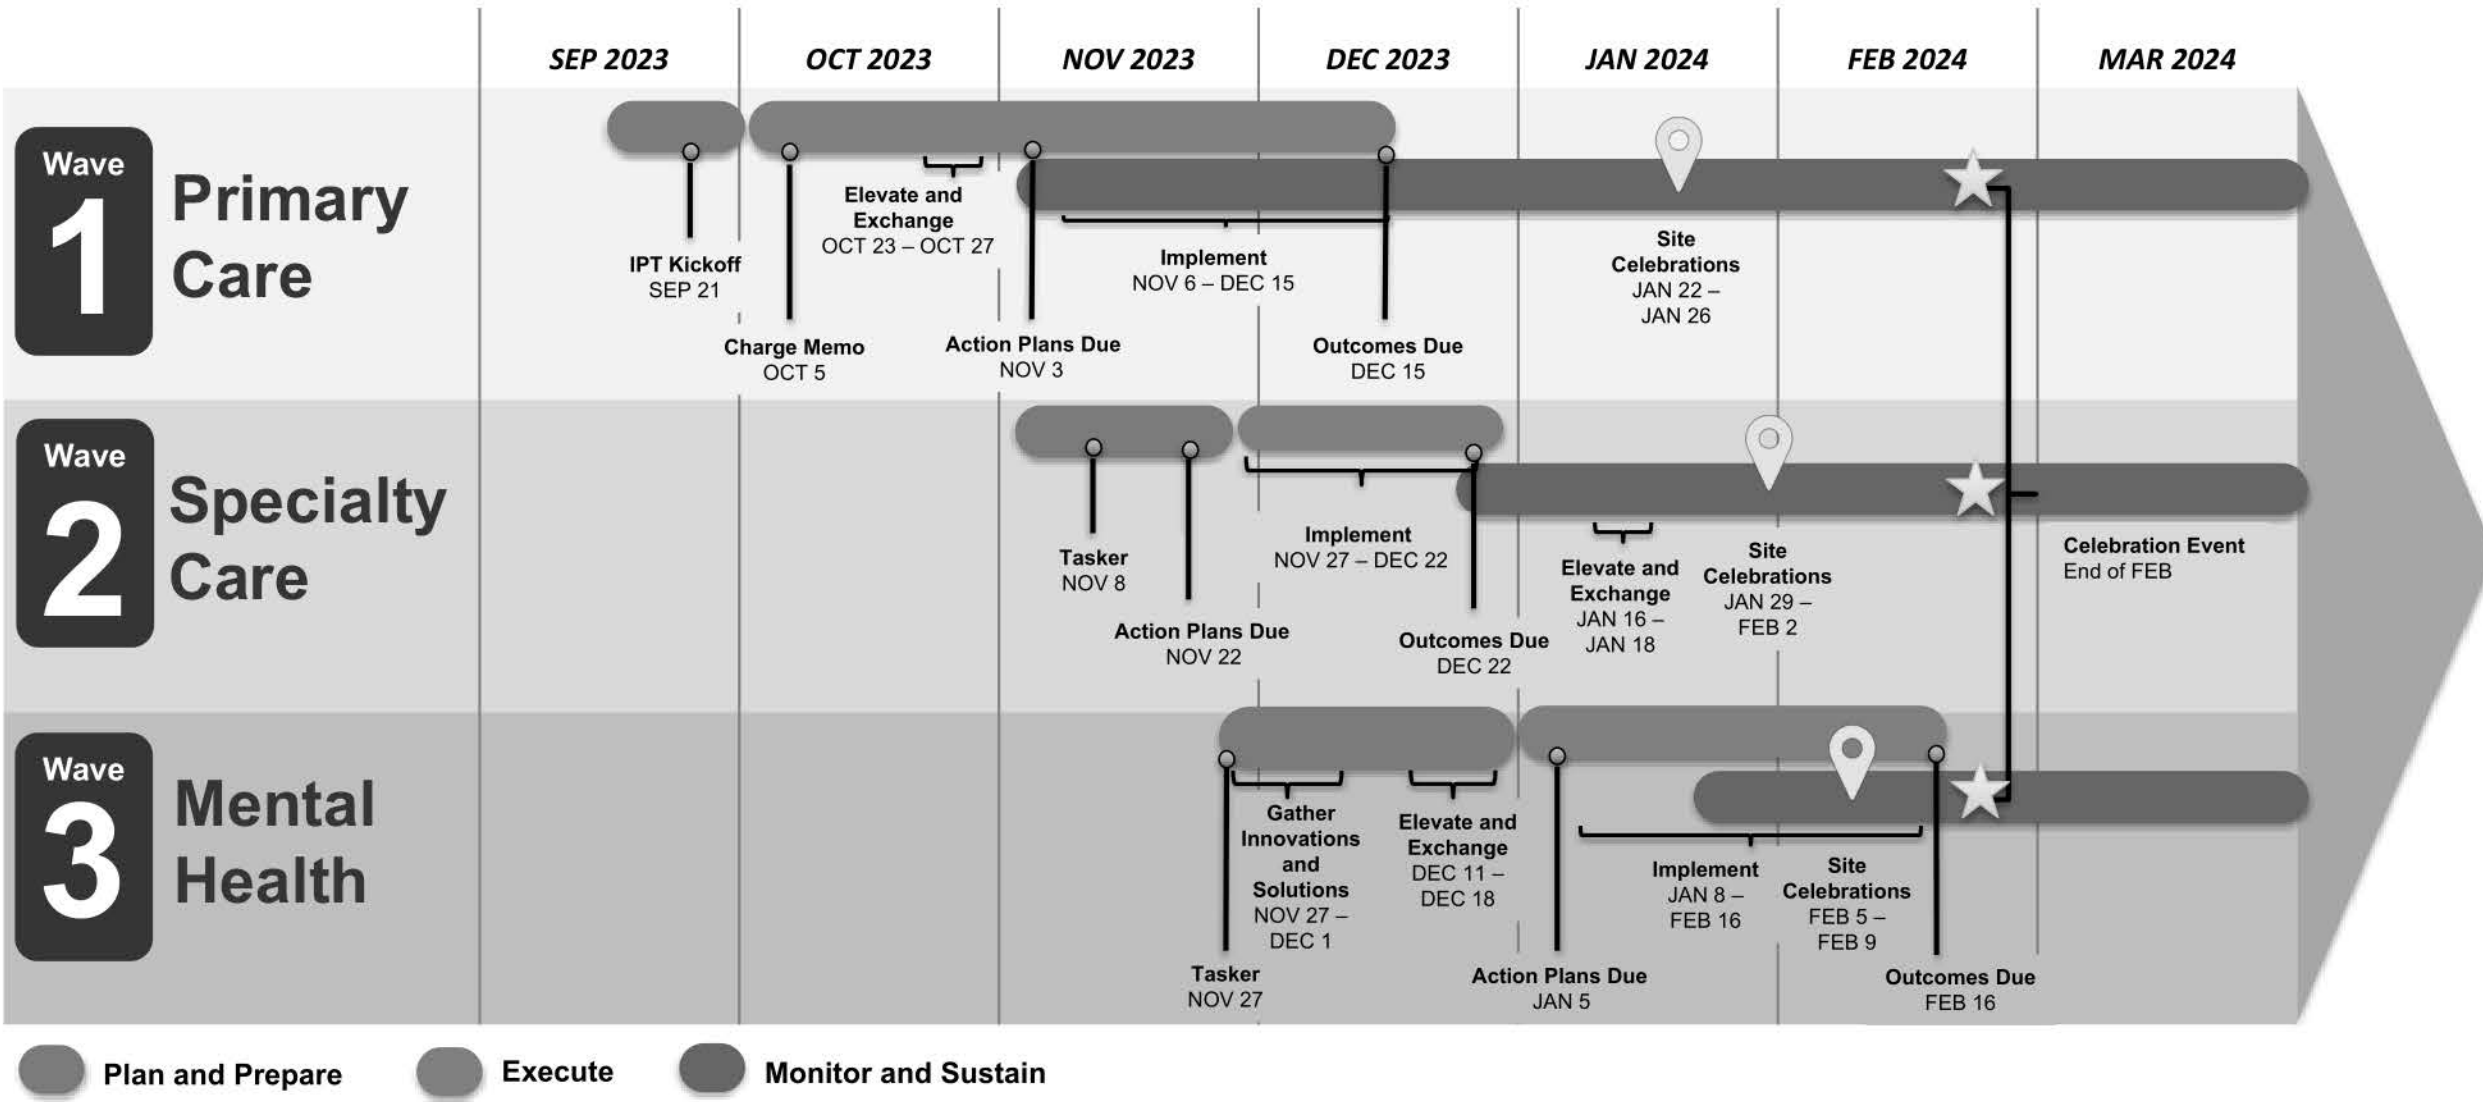 SEP 2023
OCT 2023
NOV 2023
DEC 2023
JAN 2024
FEB 2024
MAR 2024
Wave
1
Primary
Care
IPT Kickoff
SEP 21
Charge Memo
OCT 5
Elevate and
Exchange
OCT 23 – OCT 27
Action Plans Due
NOV 3
Implement
NOV 6 – DEC 15
Outcomes Due
DEC 15
Site
Celebrations
JAN 22 –
JAN 26
Wave
2
Specialty
Care
Tasker
NOV 8
Action Plans Due
NOV 22
Implement
NOV 27 – DEC 22
Outcomes Due
DEC 22
Elevate and
Exchange
JAN 16 –
JAN 18
Site
Celebrations
JAN 29 –
FEB 2
Celebration Event
End of FEB
Wave
3
Mental
Health
Tasker
NOV 27
Gather
Innovations
and
Solutions
NOV 27 –
DEC 1
Elevate and
Exchange
DEC 11 –
DEC 18
Action Plans Due
JAN 5
Implement
JAN 8 –
FEB 16
Site
Celebrations
FEB 5 –
FEB 9
Outcomes Due
FEB 16
Plan and Prepare
Execute
Monitor and Sustain